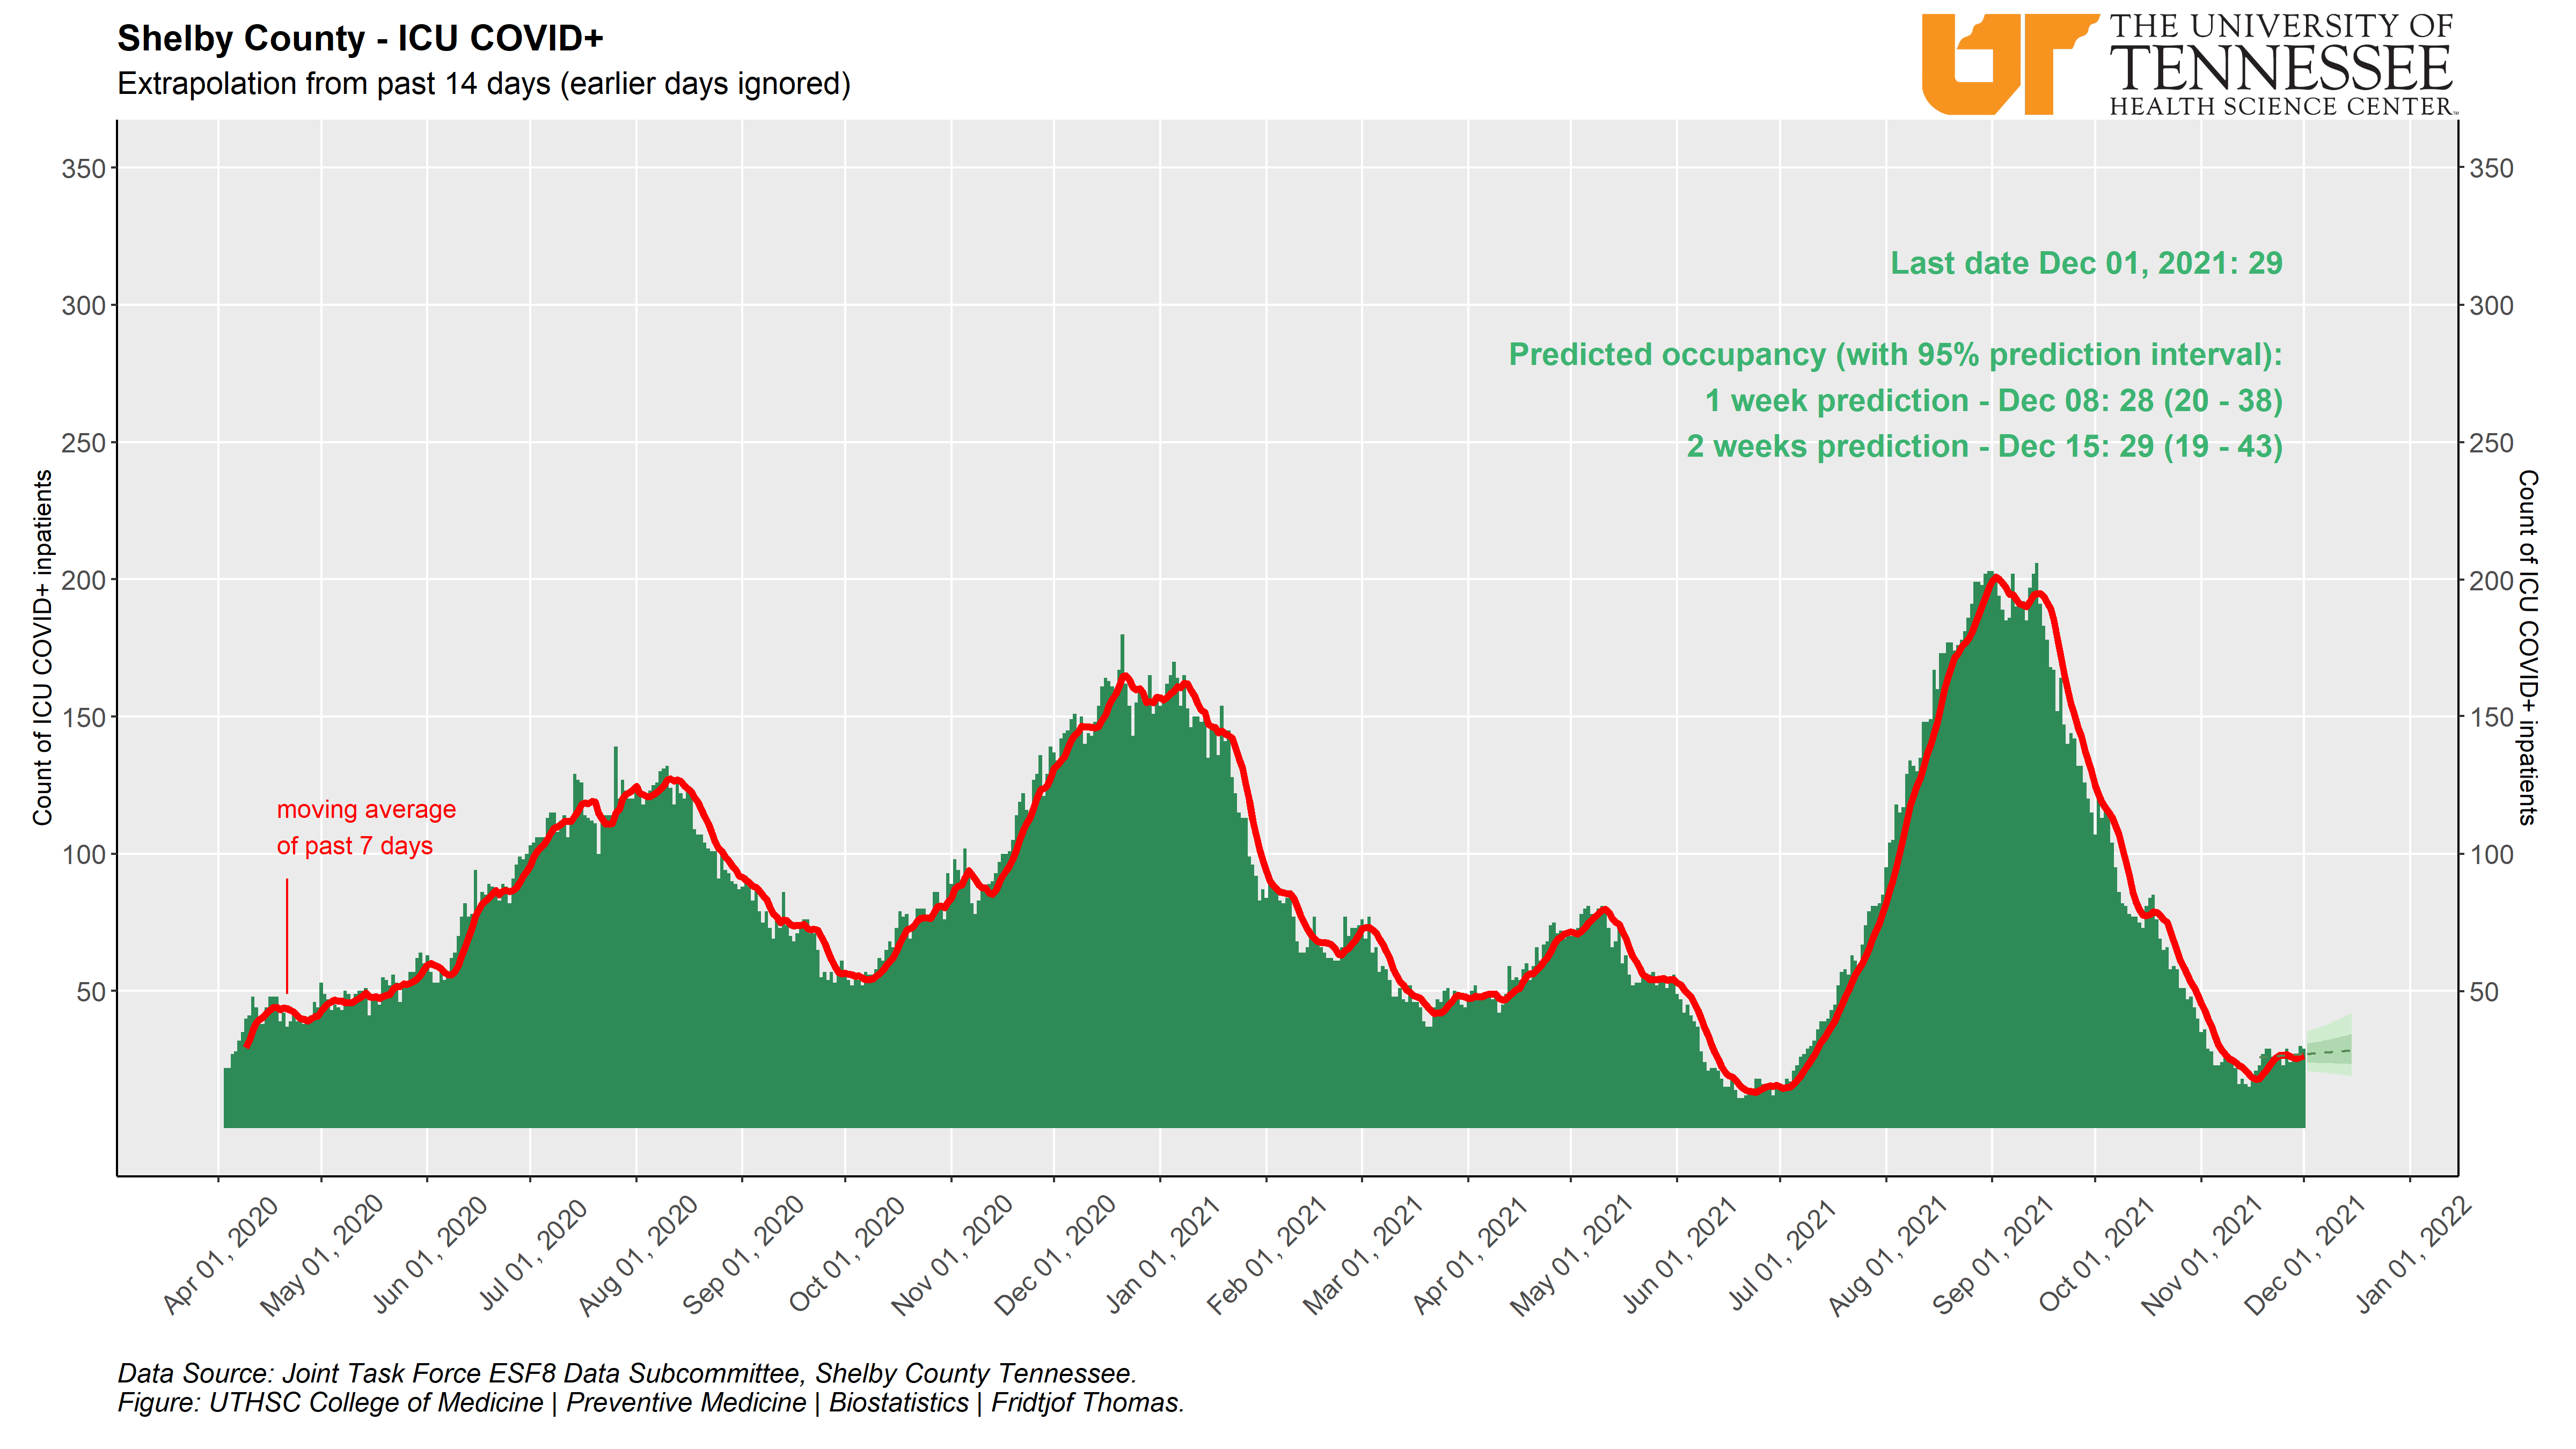 Shelby County - ICU COVID+
Extrapolation from past 14 days (earlier days ignored)
THE UNIVERSITY OF
TENNESSEE
HEALTH SCIENCE CENTER™
Last date Dec 01, 2021: 29
Predicted occupancy (with 95% prediction interval):
1 week prediction - Dec 08: 28 (20 - 38)
2 weeks prediction - Dec 15: 29 (19 - 43)
350
300
250
200
150
100
50
Count of ICU COVID+ inpatients
moving average
of past 7 days
350
300
250
200
150
100
50
Count of ICU COVID+ inpatients
Apr 01, 2020
May 01, 2020
Jun 01, 2020
Jul 01, 2020
Aug 01, 2020
Sep 01, 2020
Oct 01, 2020
Nov 01, 2020
Dec 01, 2020
Jan 01, 2021
Feb 01, 2021
Mar 01, 2021
Apr 01, 2021
May 01, 2021
Jun 01, 2021
Jul 01, 2021
Aug 01, 2021
Sep 01, 2021
Oct 01, 2021
Nov 01, 2021
Dec 01, 2021
Jan 01, 2022
Data Source: Joint Task Force ESF8 Data Subcommittee, Shelby County Tennessee.
Figure: UTHSC College of Medicine | Preventive Medicine | Biostatistics | Fridtjof Thomas.